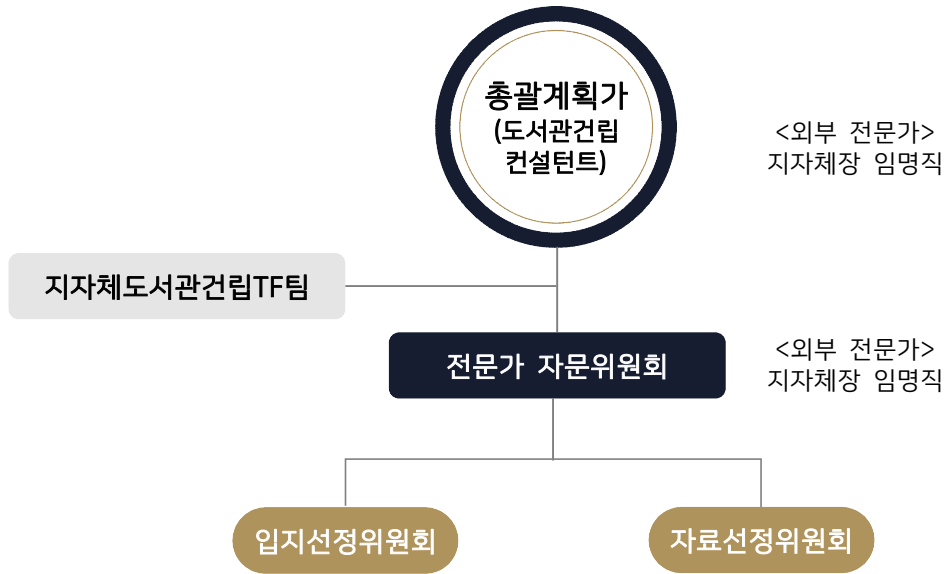 총괄계획가
(도서관건립
컨설턴트)
<외부 전문가>
지자체장 임명직
지자체도서관건립TF팀
전문가 자문위원회
<외부 전문가>
지자체장 임명직
입지선정위원회
자료선정위원회